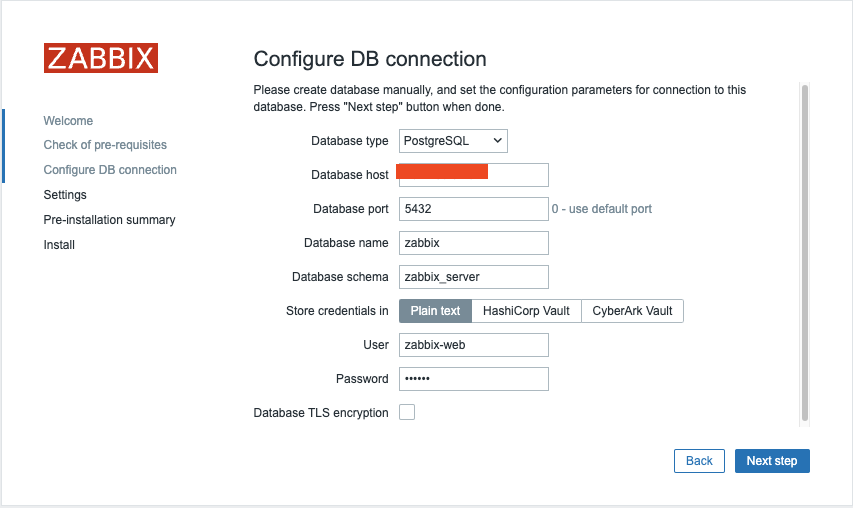 ZABBIX
Welcome
Check of pre-requisites
Configure DB connection
Settings
Pre-installation summary
Install
Configure DB connection
Please create database manually, and set the configuration parameters for connection to this
database. Press "Next step" button when done.
Database type PostgreSQL
Database host
Database port 5432 0 - use default port
Database name zabbix
Database schema zabbix_server
Store credentials in Plain text HashiCorp Vault CyberArk Vault
User zabbix-web
Password ••••••
Database TLS encryption
Back Next step